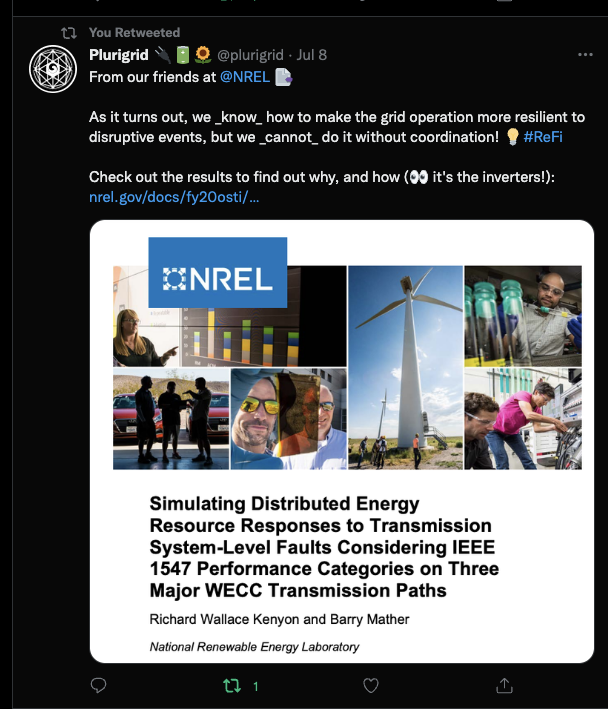 You Retweeted
Plurigrid 🔌🔋🌻 @plurigrid · Jul 8
From our friends at @NREL 📄
As it turns out, we _know_ how to make the grid operation more resilient to
disruptive events, but we _cannot_ do it without coordination! 💡 #ReFi
Check out the results to find out why, and how (👀 it's the inverters!):
nrel.gov/docs/fy20osti/...
NREL
Simulating Distributed Energy
Resource Responses to Transmission
System-Level Faults Considering IEEE
1547 Performance Categories on Three
Major WECC Transmission Paths
Richard Wallace Kenyon and Barry Mather
National Renewable Energy Laboratory
1